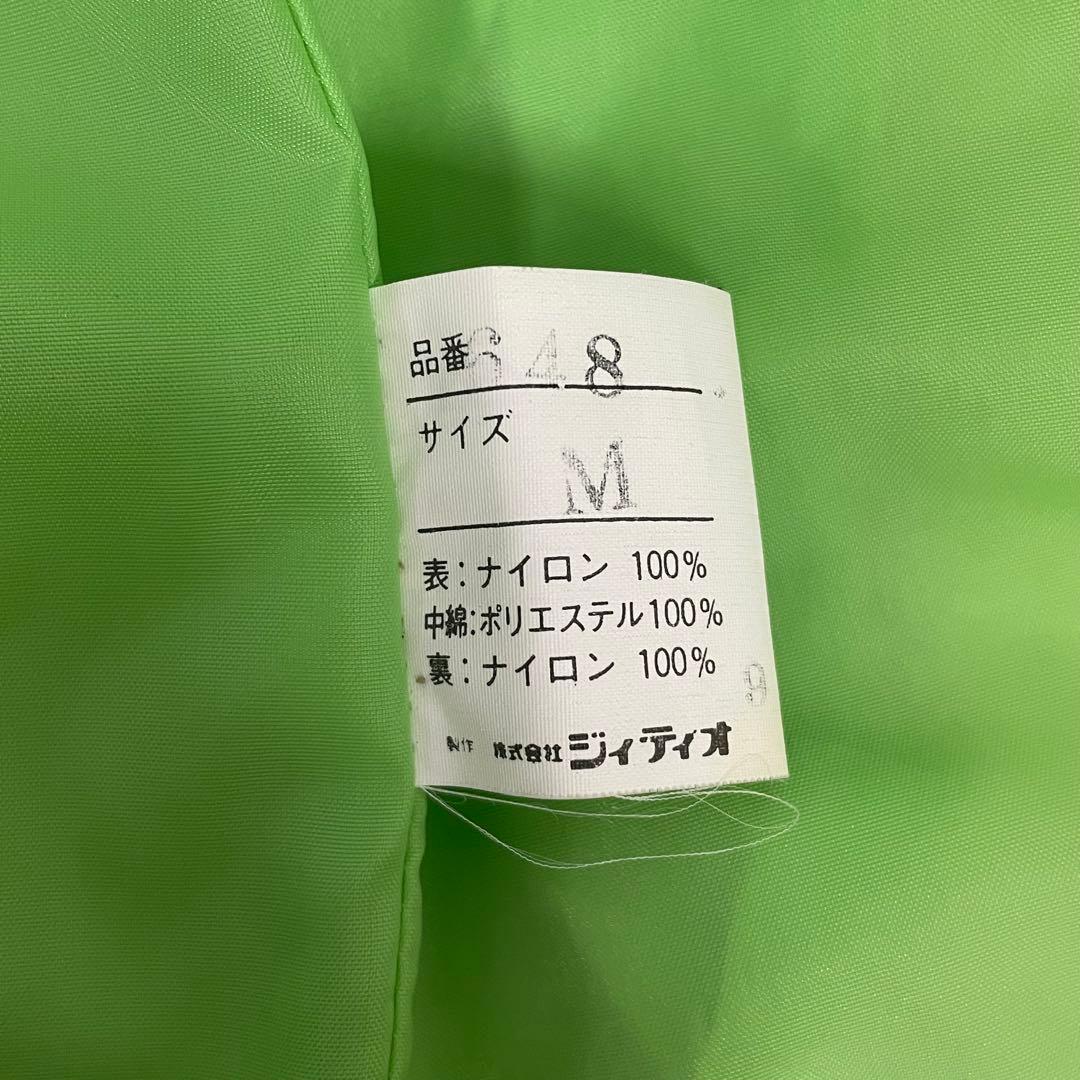 品番 648
サイズ
M
表:ナイロン 100%
中綿:ポリエステル100%
裏:ナイロン 100%
9
製作 株式会社 ジィティオ